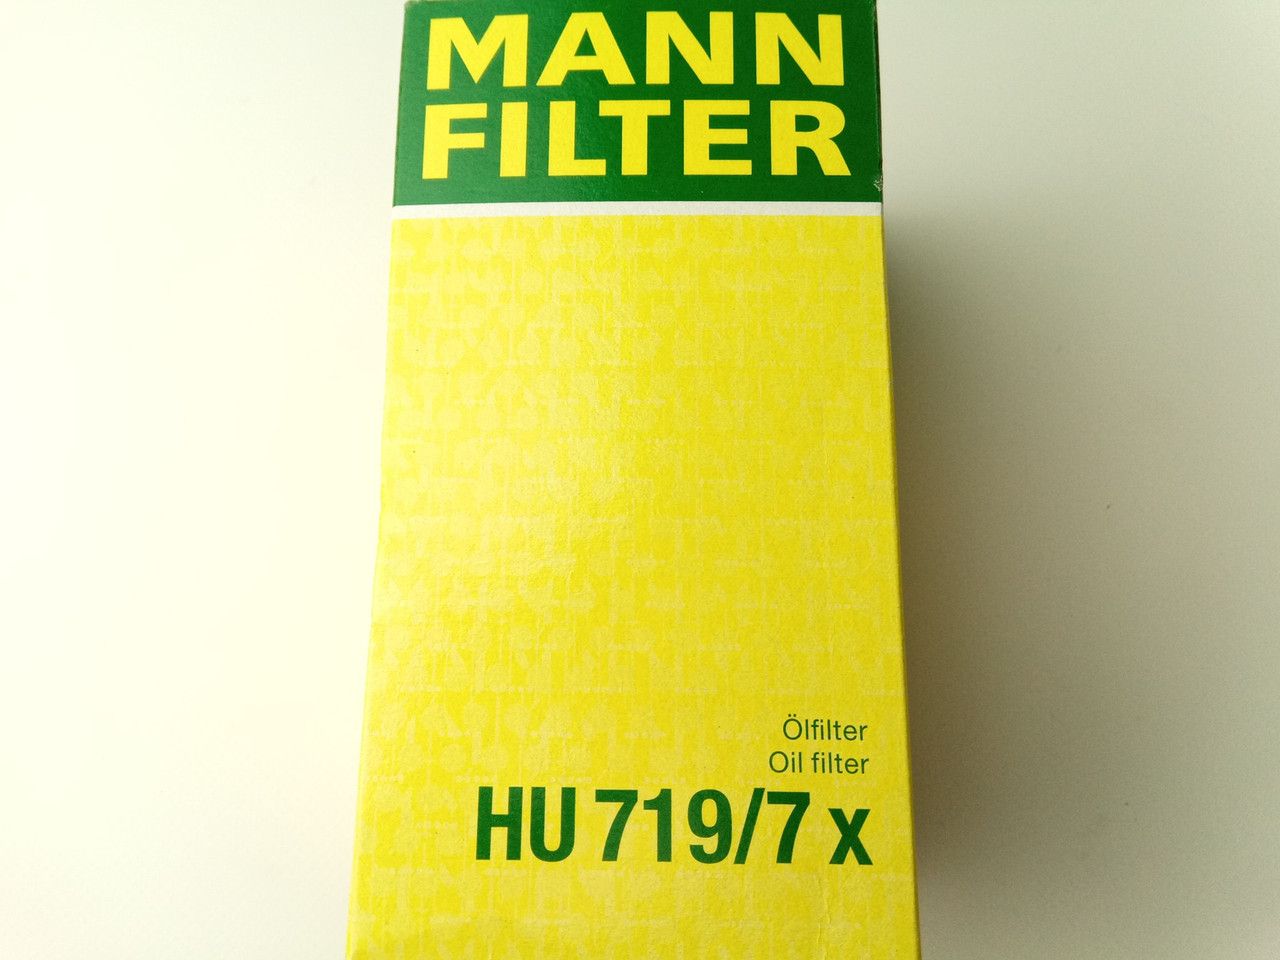 MANN
FILTER
Ölfilter
Oil filter
HU 719/7 x